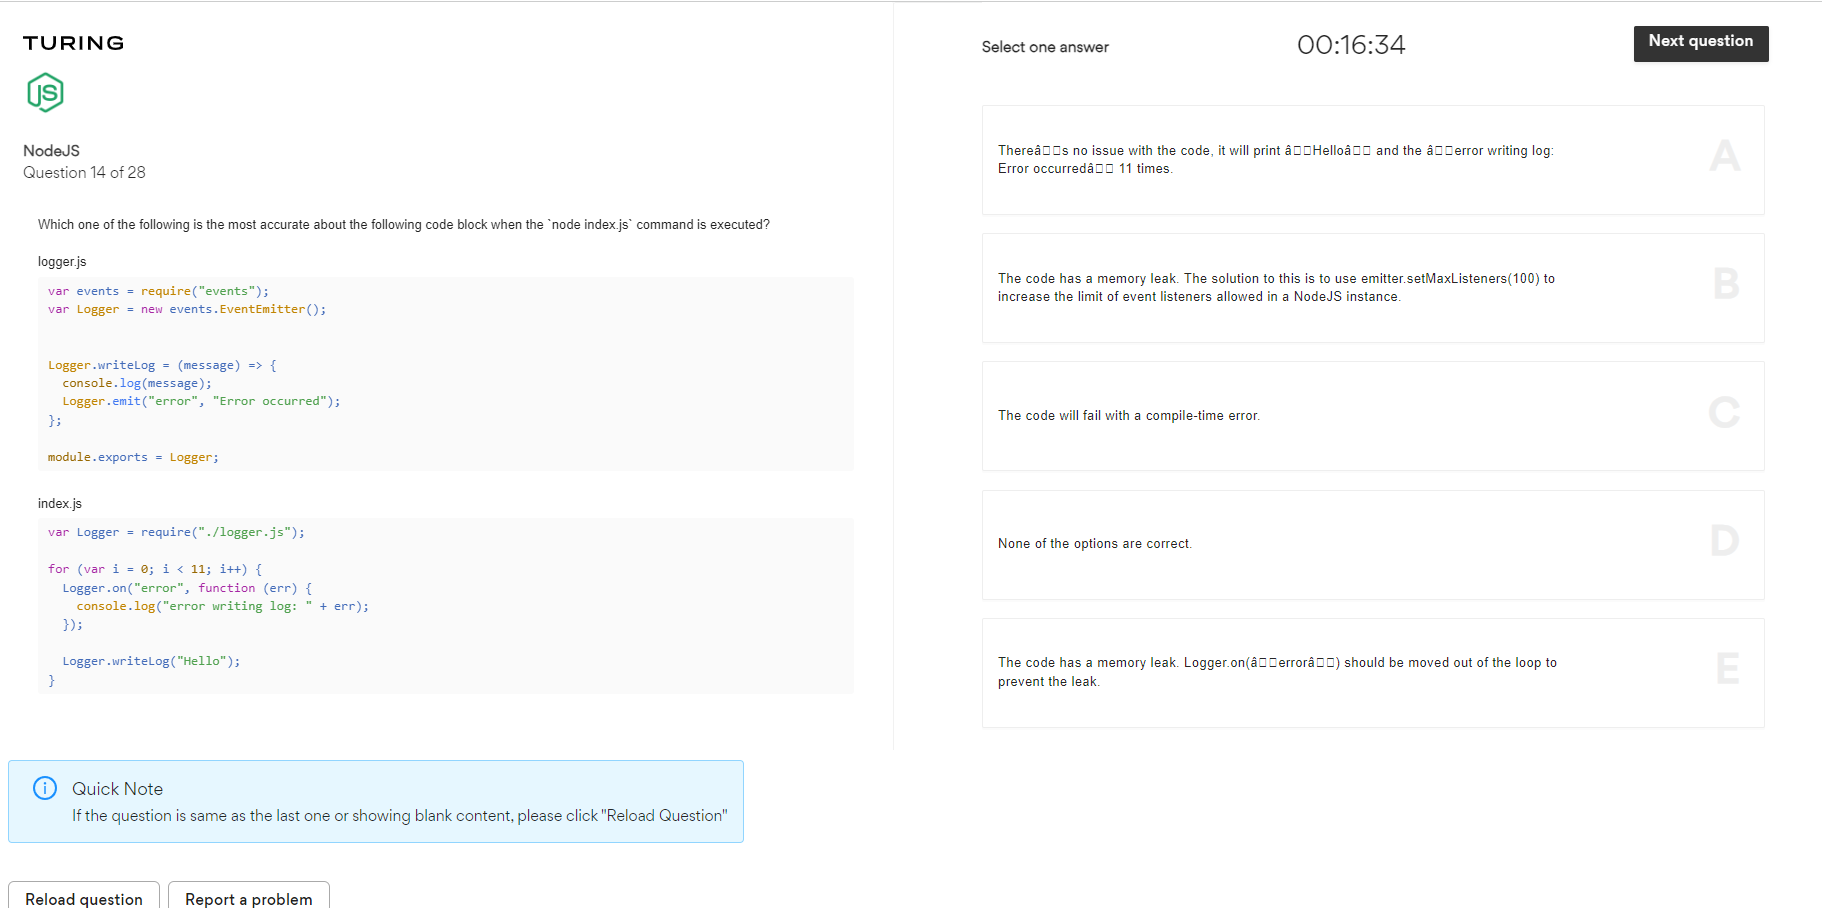 TURING
JS
NodeJS
Question 14 of 28
Which one of the following is the most accurate about the following code block when the `node index.js` command is executed?
logger.js
var events = require("events");
var Logger = new events.EventEmitter();
Logger.writeLog = (message) => {
  console.log(message);
  Logger.emit("error", "Error occurred");
};
module.exports = Logger;
index.js
var Logger = require("./logger.js");
for (var i = 0; i < 11; i++) {
  Logger.on("error", function (err) {
    console.log("error writing log: " + err);
  });
  Logger.writeLog("Hello");
}
Quick Note
If the question is same as the last one or showing blank content, please click "Reload Question"
Reload question
Report a problem
Select one answer
00:16:34
Next question
Thereâ□□s no issue with the code, it will print â□□Helloâ□□ and the â□□error writing log:
Error occurredâ□□ 11 times.
A
The code has a memory leak. The solution to this is to use emitter.setMaxListeners(100) to
increase the limit of event listeners allowed in a NodeJS instance.
B
The code will fail with a compile-time error.
C
None of the options are correct.
D
The code has a memory leak. Logger.on(â□□errorâ□□) should be moved out of the loop to
prevent the leak.
E